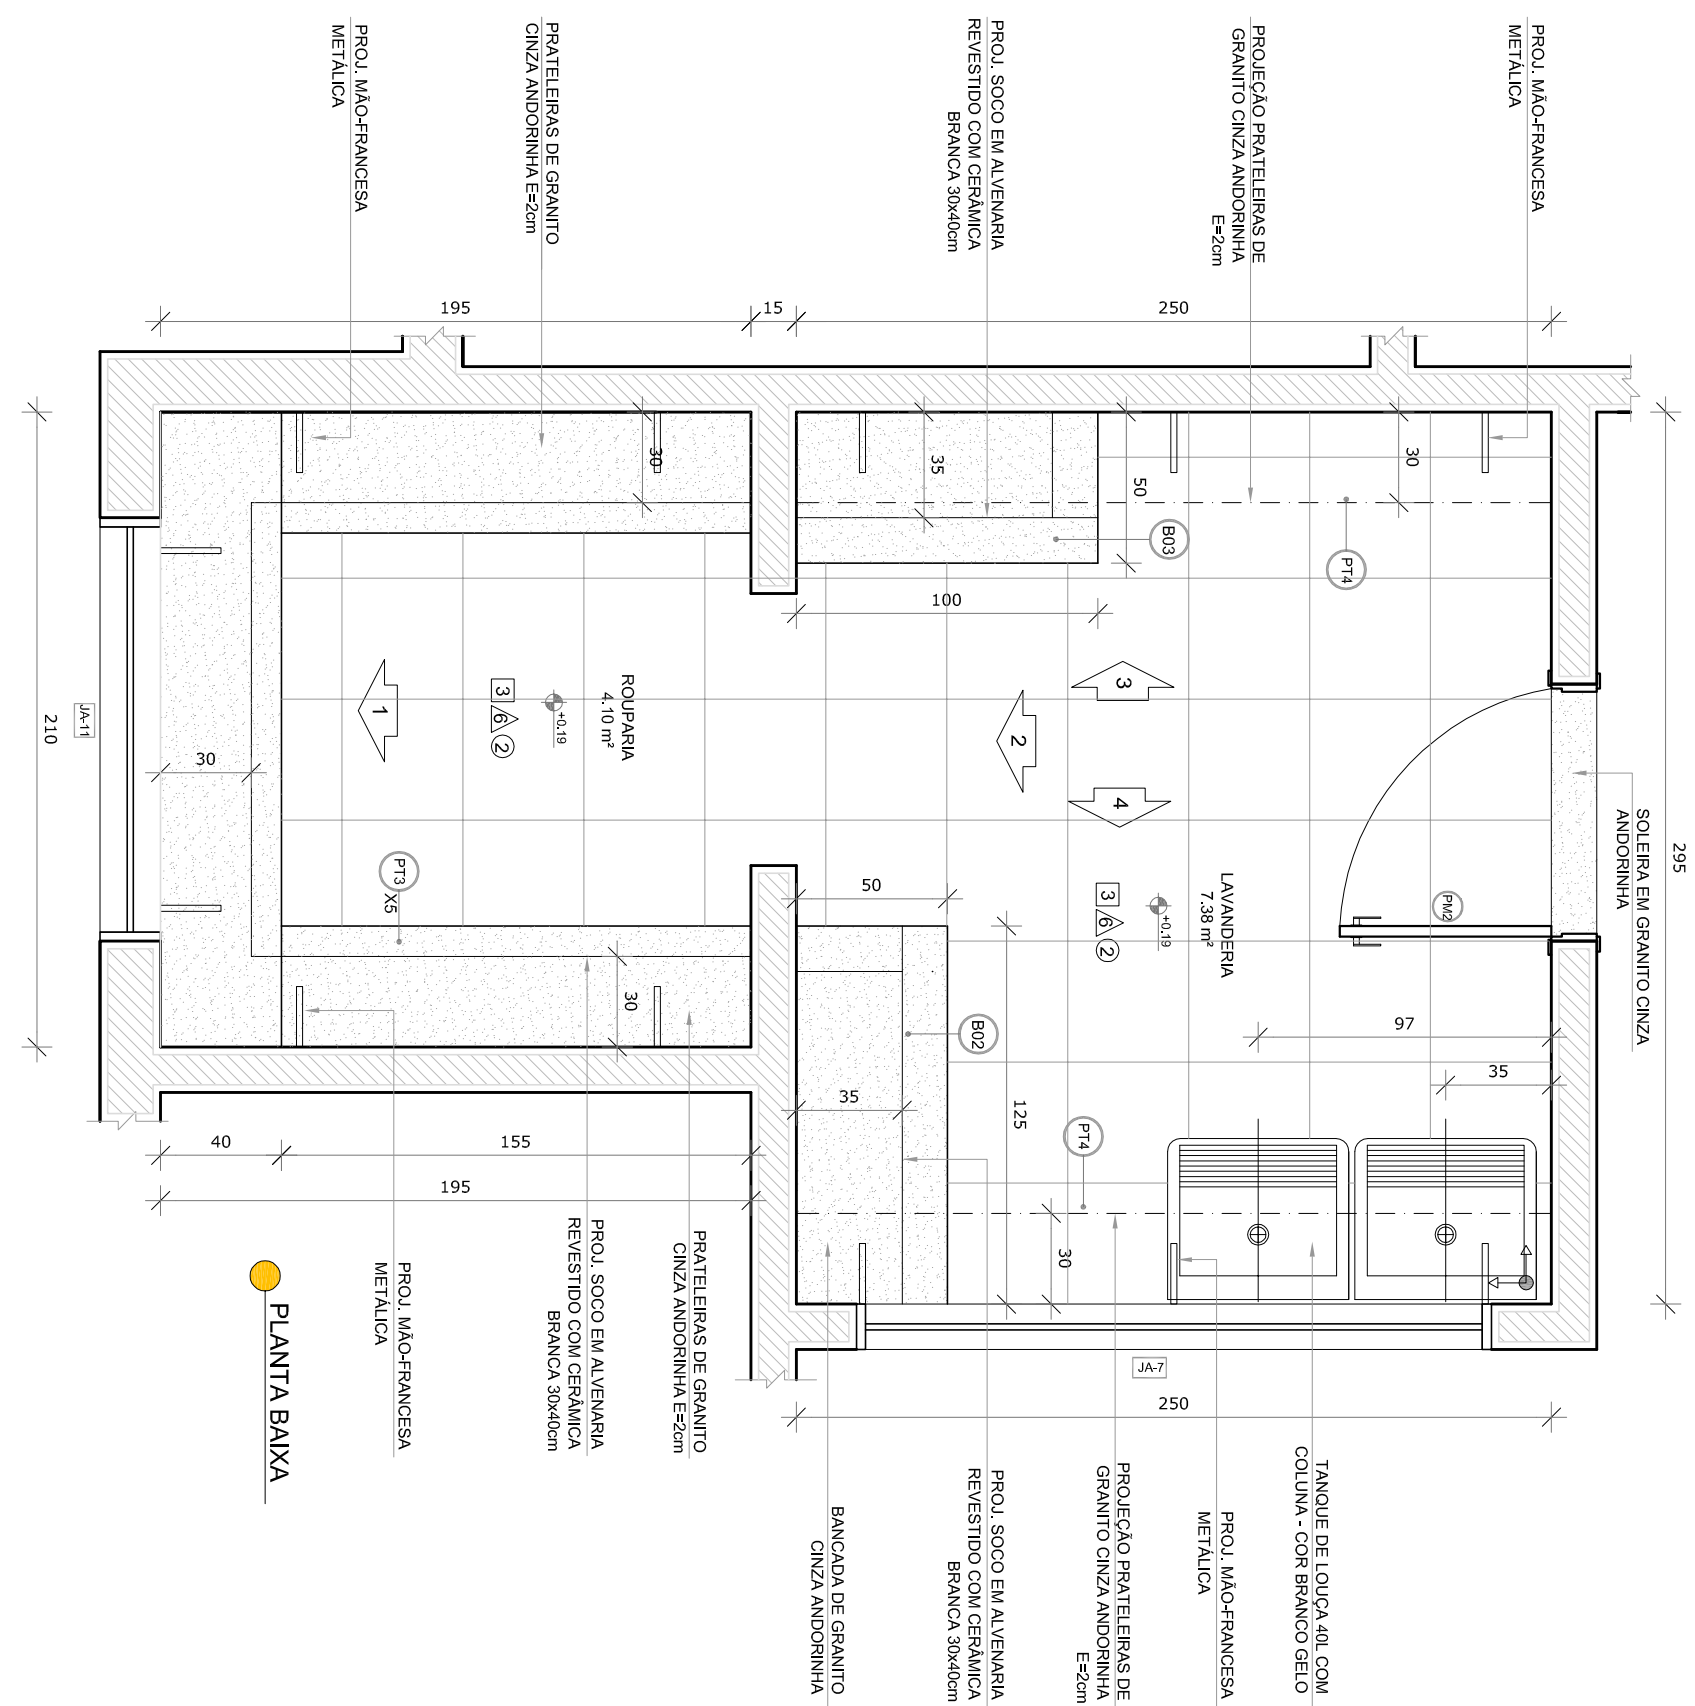 PROJ. MÃO-FRANCESA
METÁLICA
PROJEÇÃO PRATELEIRAS DE
GRANITO CINZA ANDORINHA
E=2cm
PROJ. SOCO EM ALVENARIA
REVESTIDO COM CERÂMICA
BRANCA 30x40cm
PRATELEIRAS DE GRANITO
CINZA ANDORINHA E=2cm
PROJ. MÃO-FRANCESA
METÁLICA
250
15
195
295
210
30
35
50
30
PT4
B03
100
3
2
4
1
SOLEIRA EM GRANITO CINZA
ANDORINHA
ROUPARIA
4.10 m²
+0.19
3
6
2
JA-11
30
PT3
X5
LAVANDERIA
7.38 m²
+0.19
3
6
2
PM2
50
B02
97
35
35
125
PT4
30
30
40
155
195
JA-7
250
PRATELEIRAS DE GRANITO
CINZA ANDORINHA E=2cm
PROJ. SOCO EM ALVENARIA
REVESTIDO COM CERÂMICA
BRANCA 30x40cm
PROJ. MÃO-FRANCESA
METÁLICA
PLANTA BAIXA
TANQUE DE LOUÇA 40L COM
COLUNA - COR BRANCO GELO
PROJ. MÃO-FRANCESA
METÁLICA
PROJEÇÃO PRATELEIRAS DE
GRANITO CINZA ANDORINHA
E=2cm
PROJ. SOCO EM ALVENARIA
REVESTIDO COM CERÂMICA
BRANCA 30x40cm
BANCADA DE GRANITO
CINZA ANDORINHA